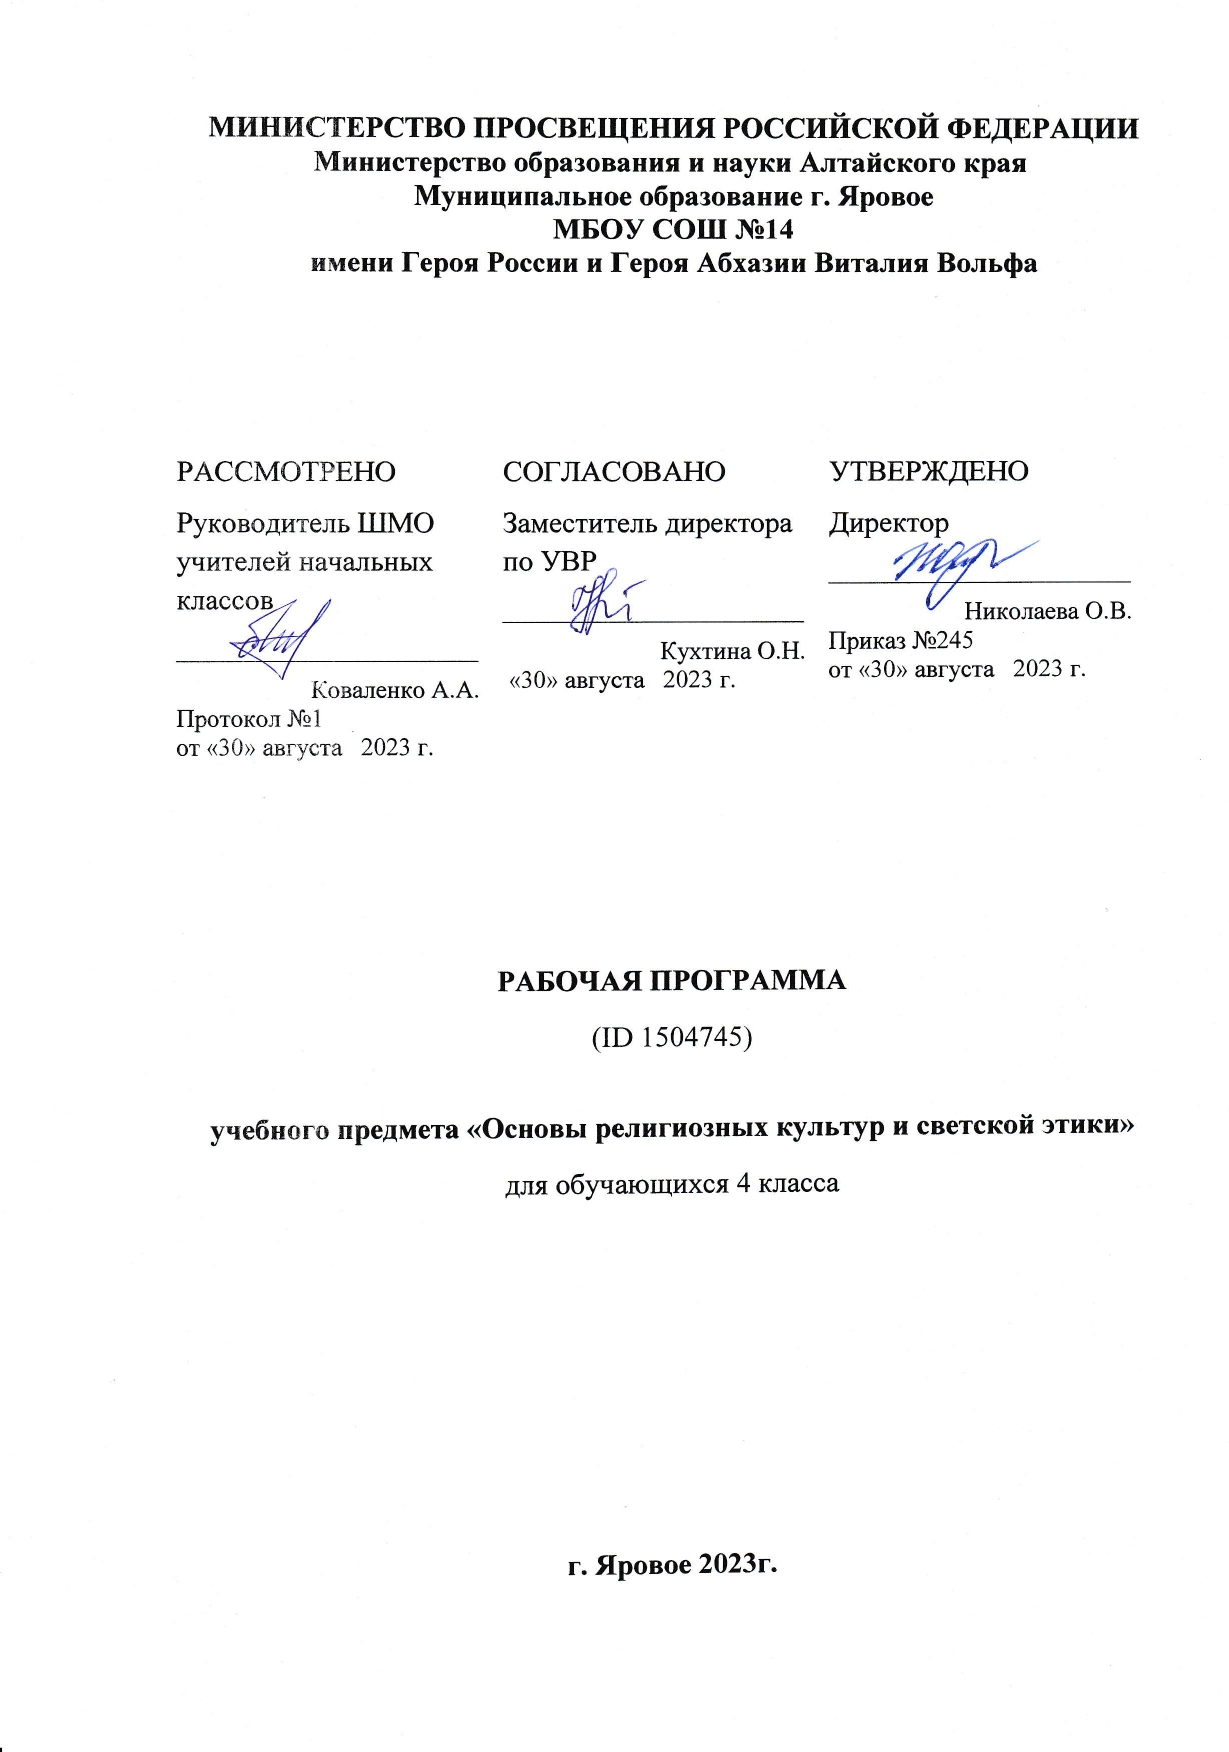 МИНИСТЕРСТВО ПРОСВЕЩЕНИЯ РОССИЙСКОЙ ФЕДЕРАЦИИ
Министерство образования и науки Алтайского края
Муниципальное образование г. Яровое
МБОУ СОШ №14
имени Героя России и Героя Абхазии Виталия Вольфа
РАССМОТРЕНО
Руководитель ШМО
учителей начальных
классов
Коваленко А.А.
Протокол №1
от «30» августа 2023 г.
СОГЛАСОВАНО
Заместитель директора
по УВР
Кухтина О.Н.
«30» августа 2023 г.
УТВЕРЖДЕНО
Директор
Николаева О.В.
Приказ №245
от «30» августа 2023 г.
РАБОЧАЯ ПРОГРАММА
(ID 1504745)
учебного предмета «Основы религиозных культур и светской этики»
для обучающихся 4 класса
г. Яровое 2023г.